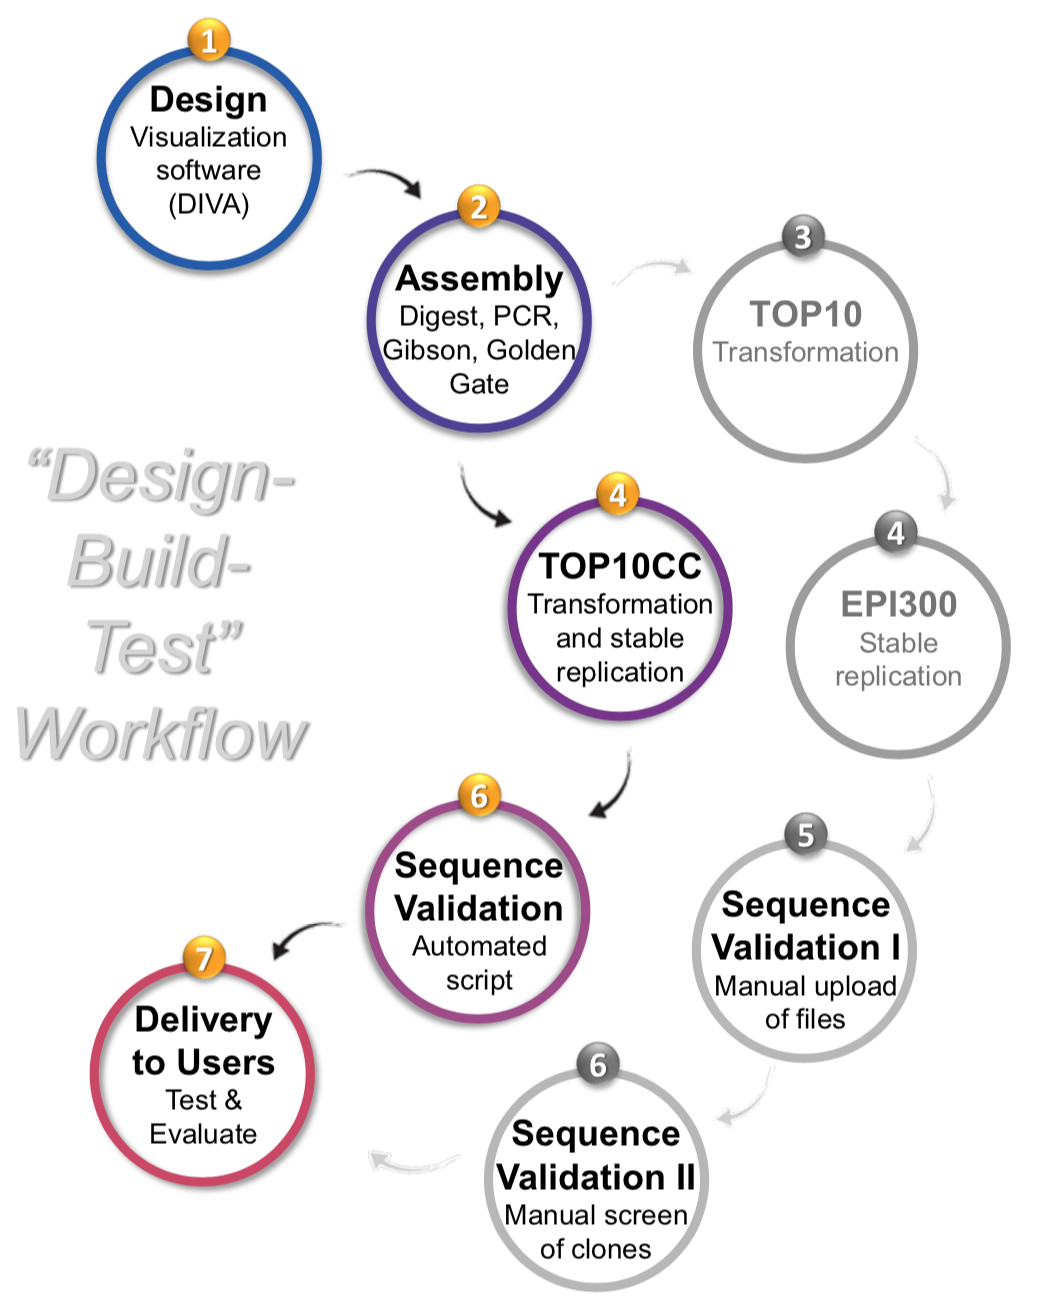 1
Design
Visualization
software
(DIVA)
2
Assembly
Digest, PCR,
Gibson, Golden
Gate
3
TOP10
Transformation
“Design-
Build-
Test”
Workflow
4
TOP10CC
Transformation
and stable
replication
4
EPI300
Stable
replication
6
Sequence
Validation
Automated
script
5
Sequence
Validation I
Manual upload
of files
7
Delivery
to Users
Test &
Evaluate
6
Sequence
Validation II
Manual screen
of clones